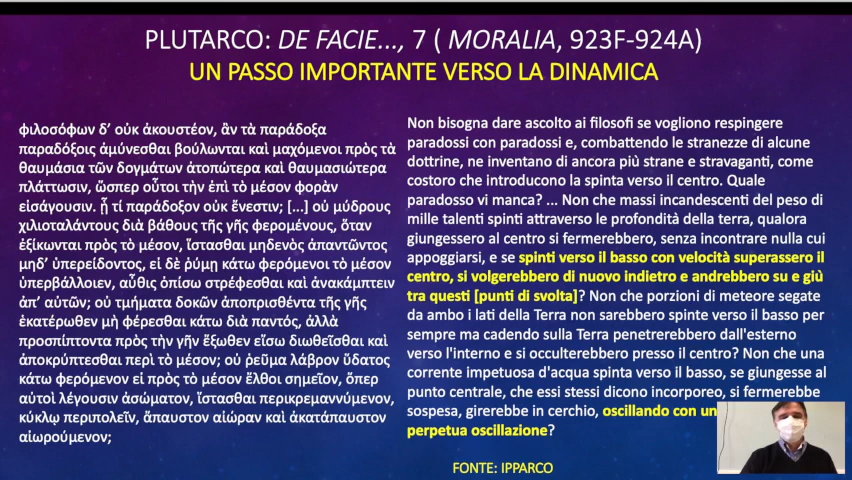 PLUTARCO: DE FACIE..., 7 ( MORALIA, 923F-924A)
UN PASSO IMPORTANTE VERSO LA DINAMICA
φιλοσόφων δ’ οὐκ ἀκουστέον, ἂν τὰ παράδοξα
παραδόξοις ἀμύνεσθαι βούλωνται καὶ μαχόμενοι πρὸς τὰ
θαυμάσια τῶν δογμάτων ἀτοπώτερα καὶ θαυμασιώτερα
πλάττωσιν, ὥσπερ οὗτοι τὴν ἐπὶ τὸ μέσον φορὰν
εἰσάγουσιν. ᾗ τί παράδοξον οὐκ ἔνεστιν; [...] οὐ μύδρους
χιλιοταλάντους διὰ βάθους τῆς γῆς φερομένους, ὅταν
ἐξίκωνται πρὸς τὸ μέσον, ἵστασθαι μηδενὸς ἀπαντῶντος
μηδ’ ὑπερείδοντος, εἰ δὲ ῥύμῃ κάτω φερόμενοι τὸ μέσον
ὑπερβάλλοιεν, αὖθις ὀπίσω στρέφεσθαι καὶ ἀνακάμπτειν
ἀπ’ αὐτῶν; οὐ τμήματα δοκῶν ἀποπρισθέντα τῆς γῆς
ἑκατέρωθεν μὴ φέρεσθαι κάτω διὰ παντός, ἀλλὰ
προσπίπτοντα πρὸς τὴν γῆν ἔξωθεν εἴσω διωθεῖσθαι καὶ
ἀποκρύπτεσθαι περὶ τὸ μέσον; οὐ ῥεῦμα λάβρον ὕδατος
κάτω φερόμενον εἰ πρὸς τὸ μέσον ἔλθοι σημεῖον, ὅπερ
αὐτοὶ λέγουσιν ἀσώματον, ἵστασθαι περικρεμαννύμενον,
κύκλῳ περιπολεῖν, ἄπαυστον αἰώραν καὶ ἀκατάπαυστον
αἰωρούμενον;
Non bisogna dare ascolto ai filosofi se vogliono respingere
paradossi con paradossi e, combattendo le stranezze di alcune
dottrine, ne inventano di ancora più strane e stravaganti, come
costoro che introducono la spinta verso il centro. Quale
paradosso vi manca? ... Non che massi incandescenti del peso di
mille talenti spinti attraverso le profondità della terra, qualora
giungessero al centro si fermerebbero, senza incontrare nulla cui
appoggiarsi, e se spinti verso il basso con velocità superassero il
centro, si volgerebbero di nuovo indietro e andrebbero su e giù
tra questi [punti di svolta]? Non che porzioni di meteore segate
da ambo i lati della Terra non sarebbero spinte verso il basso per
sempre ma cadendo sulla Terra penetrerebbero dall'esterno
verso l'interno e si occulterebbero presso il centro? Non che una
corrente impetuosa d'acqua spinta verso il basso, se giungesse al
punto centrale, che essi stessi dicono incorporeo, si fermerebbe
sospesa, girerebbe in cerchio, oscillando con un
perpetua oscillazione?
FONTE: IPPARCO